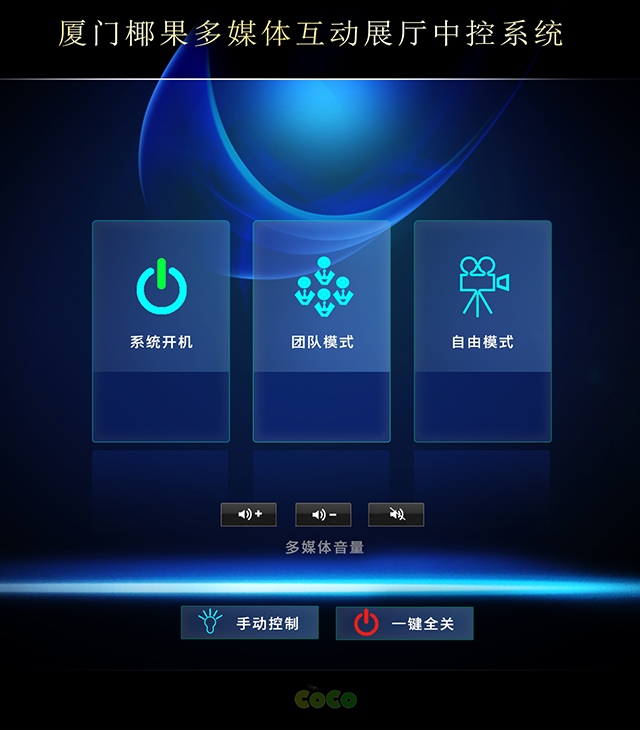 厦门椰果多媒体互动展厅中控系统
系统开机
团队模式
自由模式
多媒体音量
手动控制
一键全关
CoCo